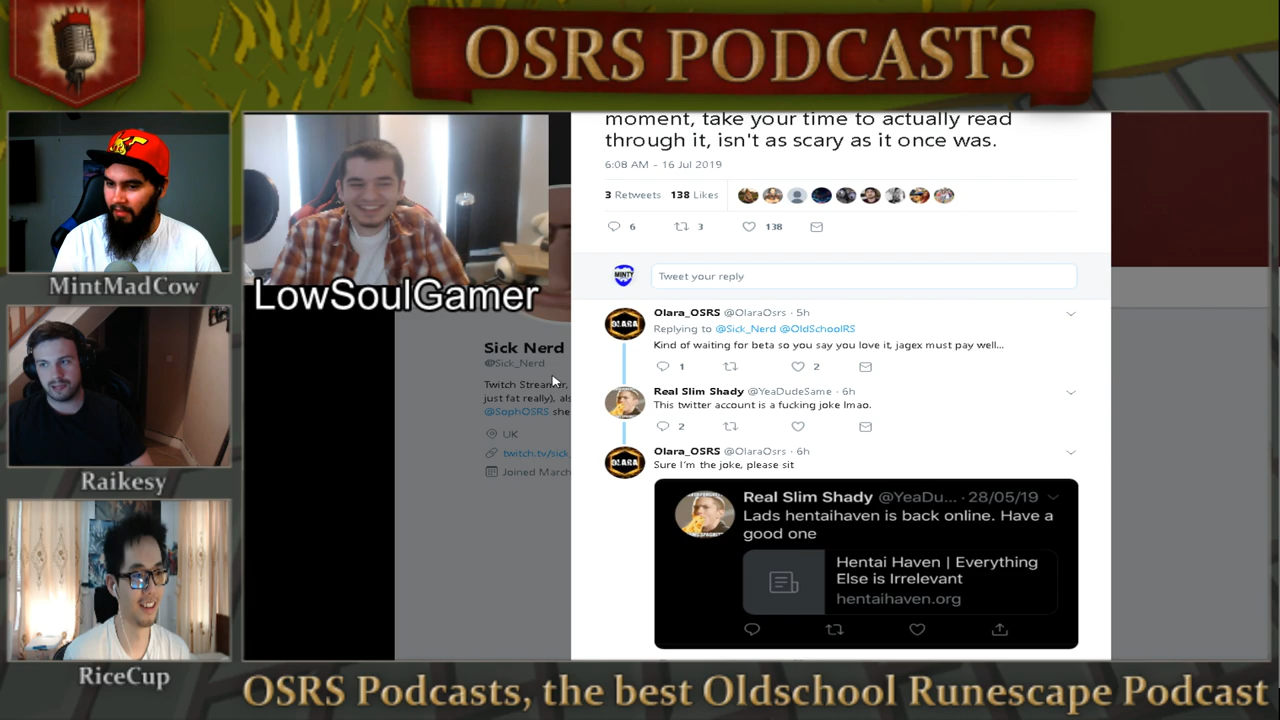 OSRS PODCASTS
MintMadCow
Raikesy
RiceCup
LowSoulGamer
Sick Nerd
@Sick_Nerd
Twitch Streamer,
just fat really), als
@SophOSRS she
UK
twitch.tv/sick
Joined March
moment, take your time to actually read
through it, isn't as scary as it once was.
6:08 AM - 16 Jul 2019
3 Retweets 138 Likes
6 3 138
MINTY
Tweet your reply
OLARA
Olara_OSRS @OlaraOsrs · 5h
Replying to @Sick_Nerd @OldSchoolRS
Kind of waiting for beta so you say you love it, jagex must pay well...
1 2
Real Slim Shady @YeaDudeSame · 6h
This twitter account is a fucking joke lmao.
2
OLARA
Olara_OSRS @OlaraOsrs · 6h
Sure I'm the joke, please sit
Real Slim Shady @YeaDu... · 28/05/19
Lads hentaihaven is back online. Have a
good one
Hentai Haven | Everything
Else is Irrelevant
hentaihaven.org
OSRS Podcasts, the best Oldschool Runescape Podcast